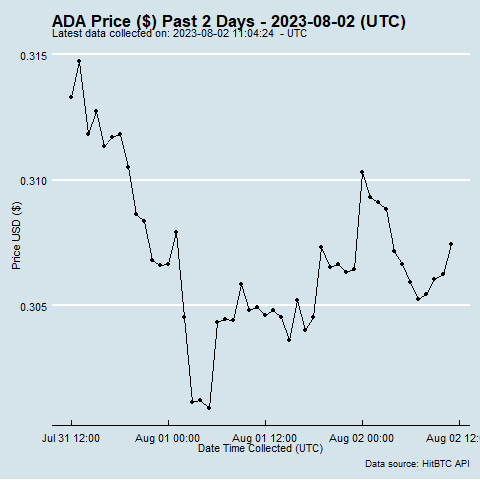 ADA Price ($) Past 2 Days - 2023-08-02 (UTC)
Latest data collected on: 2023-08-02 11:04:24 - UTC
0.315
0.310
0.305
Price USD ($)
Jul 31 12:00 Aug 01 00:00 Aug 01 12:00 Aug 02 00:00 Aug 02 12:
Date Time Collected (UTC)
Data source: HitBTC API